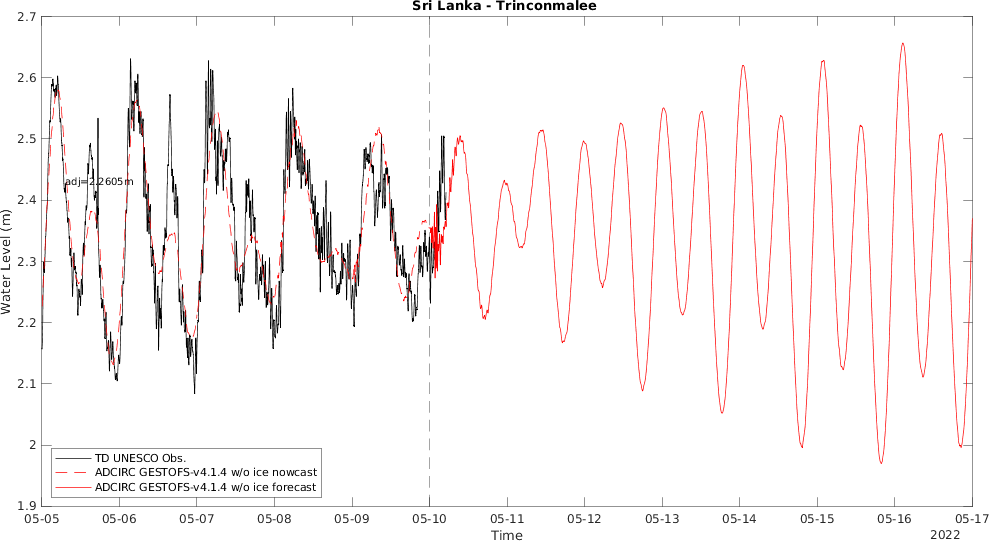 Sri Lanka - Trinconmalee
2.7
2.6
2.5
2.4
2.3
2.2
2.1
2
1.9
Water Level (m)
adj=2.2605m
TD UNESCO Obs.
ADCIRC GESTOFS-v4.1.4 w/o ice nowcast
ADCIRC GESTOFS-v4.1.4 w/o ice forecast
05-05 05-06 05-07 05-08 05-09 05-10 05-11 05-12 05-13 05-14 05-15 05-16 05-17
Time
2022